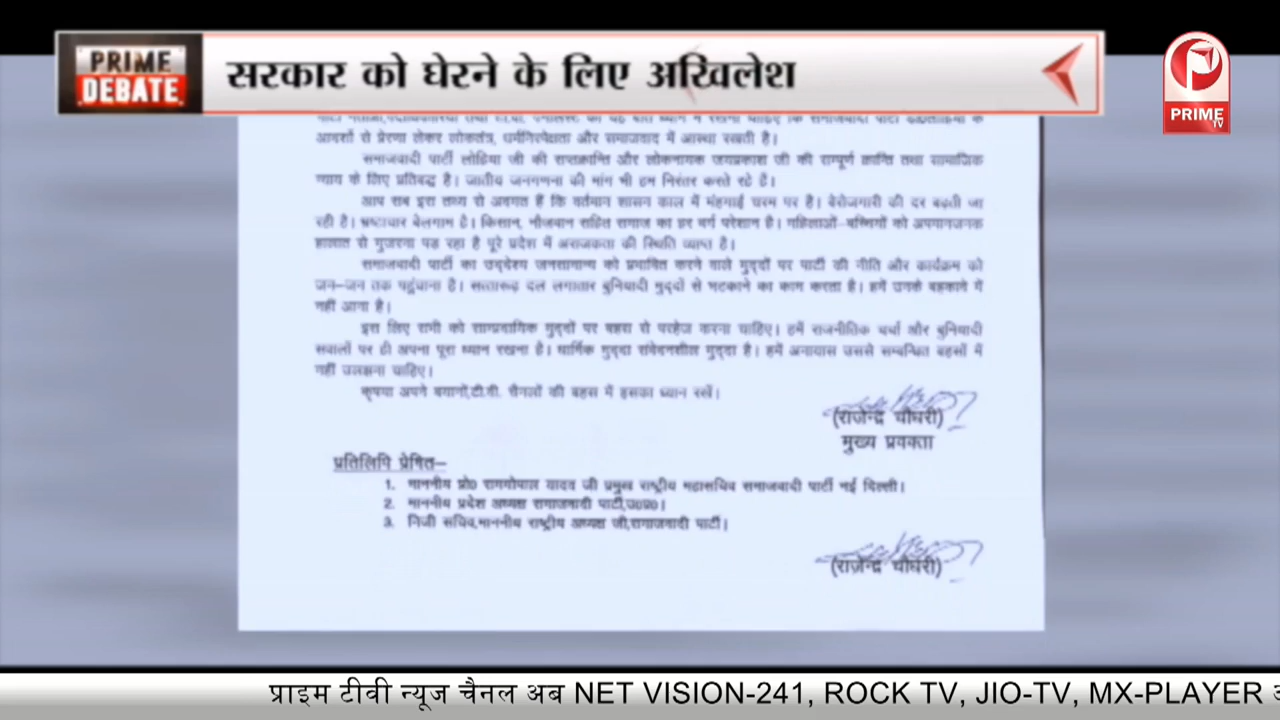 PRIME
DEBATE
सरकार को घेरने के लिए अखिलेश
PRIME
TV
आदर्शों से प्रेरणा लेकर लोकतंत्र, धर्मनिरपेक्षता और समाजवाद में आस्था रखती है।
समाजवादी पार्टी लोहिया जी की सप्तक्रान्ति और लोकनायक जयप्रकाश जी की सम्पूर्ण क्रान्ति तथा सामाजिक
न्याय के लिए प्रतिबद्ध है। जातीय जनगणना की मांग भी हम निरंतर करते रहे हैं।
आप सब इस तथ्य से अवगत हैं कि वर्तमान शासन काल में मंहगाई चरम पर है। बेरोजगारी की दर बढ़ती जा
रही है। भ्रष्टाचार बेलगाम है। किसान, नौजवान सहित समाज का हर वर्ग परेशान है। महिलाओं-बच्चियों को अपमानजनक
हालात से गुजरना पड़ रहा है पूरे प्रदेश में अराजकता की स्थिति व्याप्त है।
समाजवादी पार्टी का उद्देश्य जनसामान्य को प्रभावित करने वाले मुद्दों पर पार्टी की नीति और कार्यक्रम को
जन-जन तक पहुंचाना है। सत्तारूढ़ दल लगातार बुनियादी मुद्दों से भटकाने का काम करता है। हमें उनके बहकावे में
नहीं आना है।
इस लिए सभी को साम्प्रदायिक मुद्दों पर बहस से परहेज करना चाहिए। हमें राजनीतिक चर्चा और बुनियादी
सवालों पर ही अपना पूरा ध्यान रखना है। धार्मिक मुद्दा संवेदनशील मुद्दा है। हमें अनायास उससे सम्बन्धित बहसों में
नहीं उलझना चाहिए।
कृपया अपने बयानों,टी.वी. चैनलों की बहस में इसका ध्यान रखें।
(राजेन्द्र चौधरी)
मुख्य प्रवक्ता
प्रतिलिपि प्रेषित-
1. माननीय प्रो० रामगोपाल यादव जी प्रमुख राष्ट्रीय महासचिव समाजवादी पार्टी नई दिल्ली।
2. माननीय प्रदेश अध्यक्ष समाजवादी पार्टी,उ०प्र०।
3. निजी सचिव,माननीय राष्ट्रीय अध्यक्ष जी,समाजवादी पार्टी।
(राजेन्द्र चौधरी)
प्राइम टीवी न्यूज चैनल अब NET VISION-241, ROCK TV, JIO-TV, MX-PLAYER